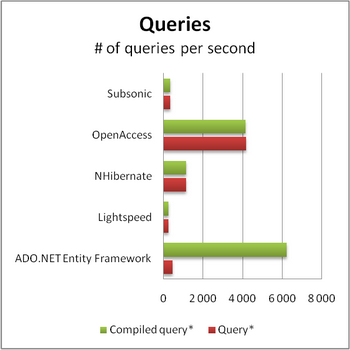 Queries
# of queries per second
Subsonic
OpenAccess
NHibernate
Lightspeed
ADO.NET Entity Framework
0 2 000 4 000 6 000 8 000
Compiled query* Query*